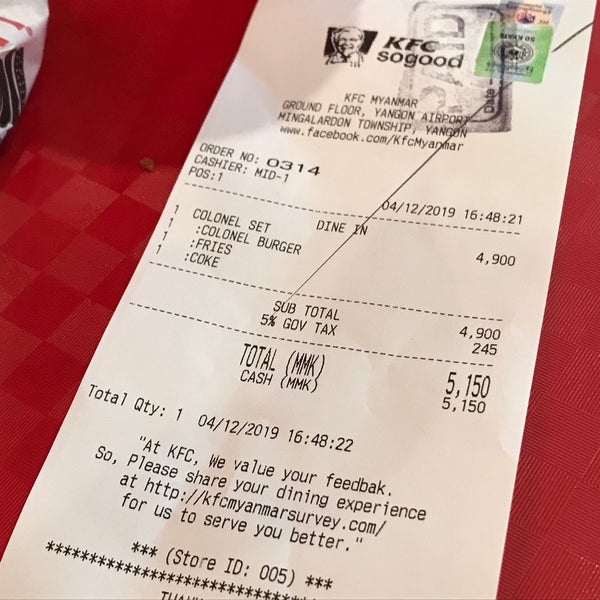 KFC
sogood
Date
KFC MYANMAR
GROUND FLOOR, YANGON AIRPORT
MINGALARDON TOWNSHIP, YANGON
www.facebook.com/KfcMyanmar
ORDER NO: 0314
CASHIER: MID-1
POS:1
04/12/2019 16:48:21
DINE IN
1 COLONEL SET 4,900
1 :COLONEL BURGER
1 :FRIES
1 :COKE
SUB TOTAL 4,900
5% GOV TAX 245
TOTAL (MMK) 5,150
CASH (MMK) 5,150
Total Qty: 1 04/12/2019 16:48:22
"At KFC, We value your feedbak.
So, Please share your dining experience
at http://kfcmyanmarsurvey.com/
for us to serve you better."
*** (Store ID: 005) ***